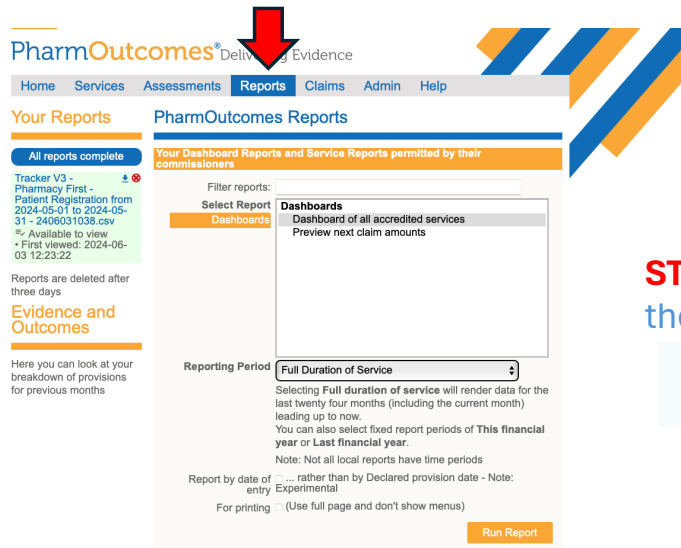 PharmOutcomes® Evidence
Home Services Assessments Reports Claims Admin Help
Your Reports
All reports complete
Tracker V3 -
Pharmacy First -
Patient Registration from
2024-05-01 to 2024-05-
31 - 2406031038.csv
Available to view
• First viewed: 2024-06-
03 12:23:22
Reports are deleted after
three days
Evidence and
Outcomes
Here you can look at your
breakdown of provisions
for previous months
PharmOutcomes Reports
Your Dashboard Reports and Service Reports permitted by their
commissioners
Filter reports:
Select Report
Dashboards
Dashboards
Dashboard of all accredited services
Preview next claim amounts
Reporting Period Full Duration of Service
Selecting Full duration of service will render data for the
last twenty four months (including the current month)
leading up to now.
You can also select fixed report periods of This financial
year or Last financial year.
Note: Not all local reports have time periods
Report by date of
entry
... rather than by Declared provision date - Note:
Experimental
For printing (Use full page and don't show menus)
Run Report